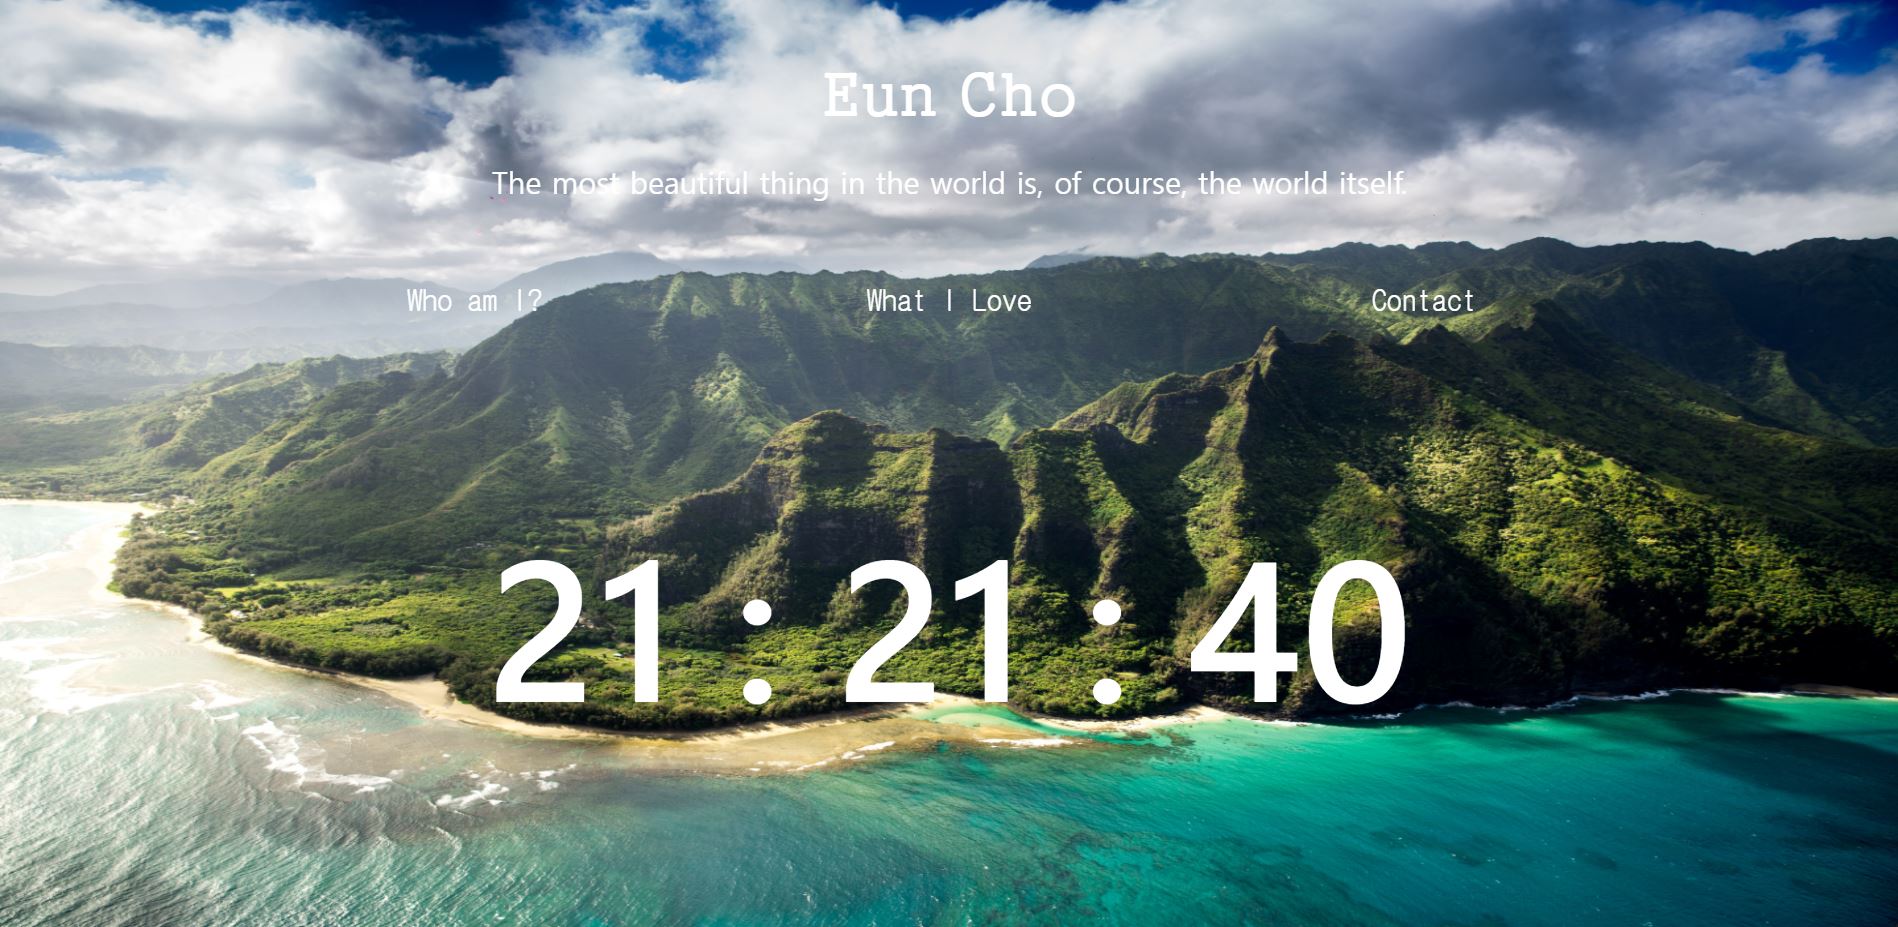 Eun Cho
The most beautiful thing in the world is, of course, the world itself.
Who am I? What I Love Contact
21 : 21 : 40